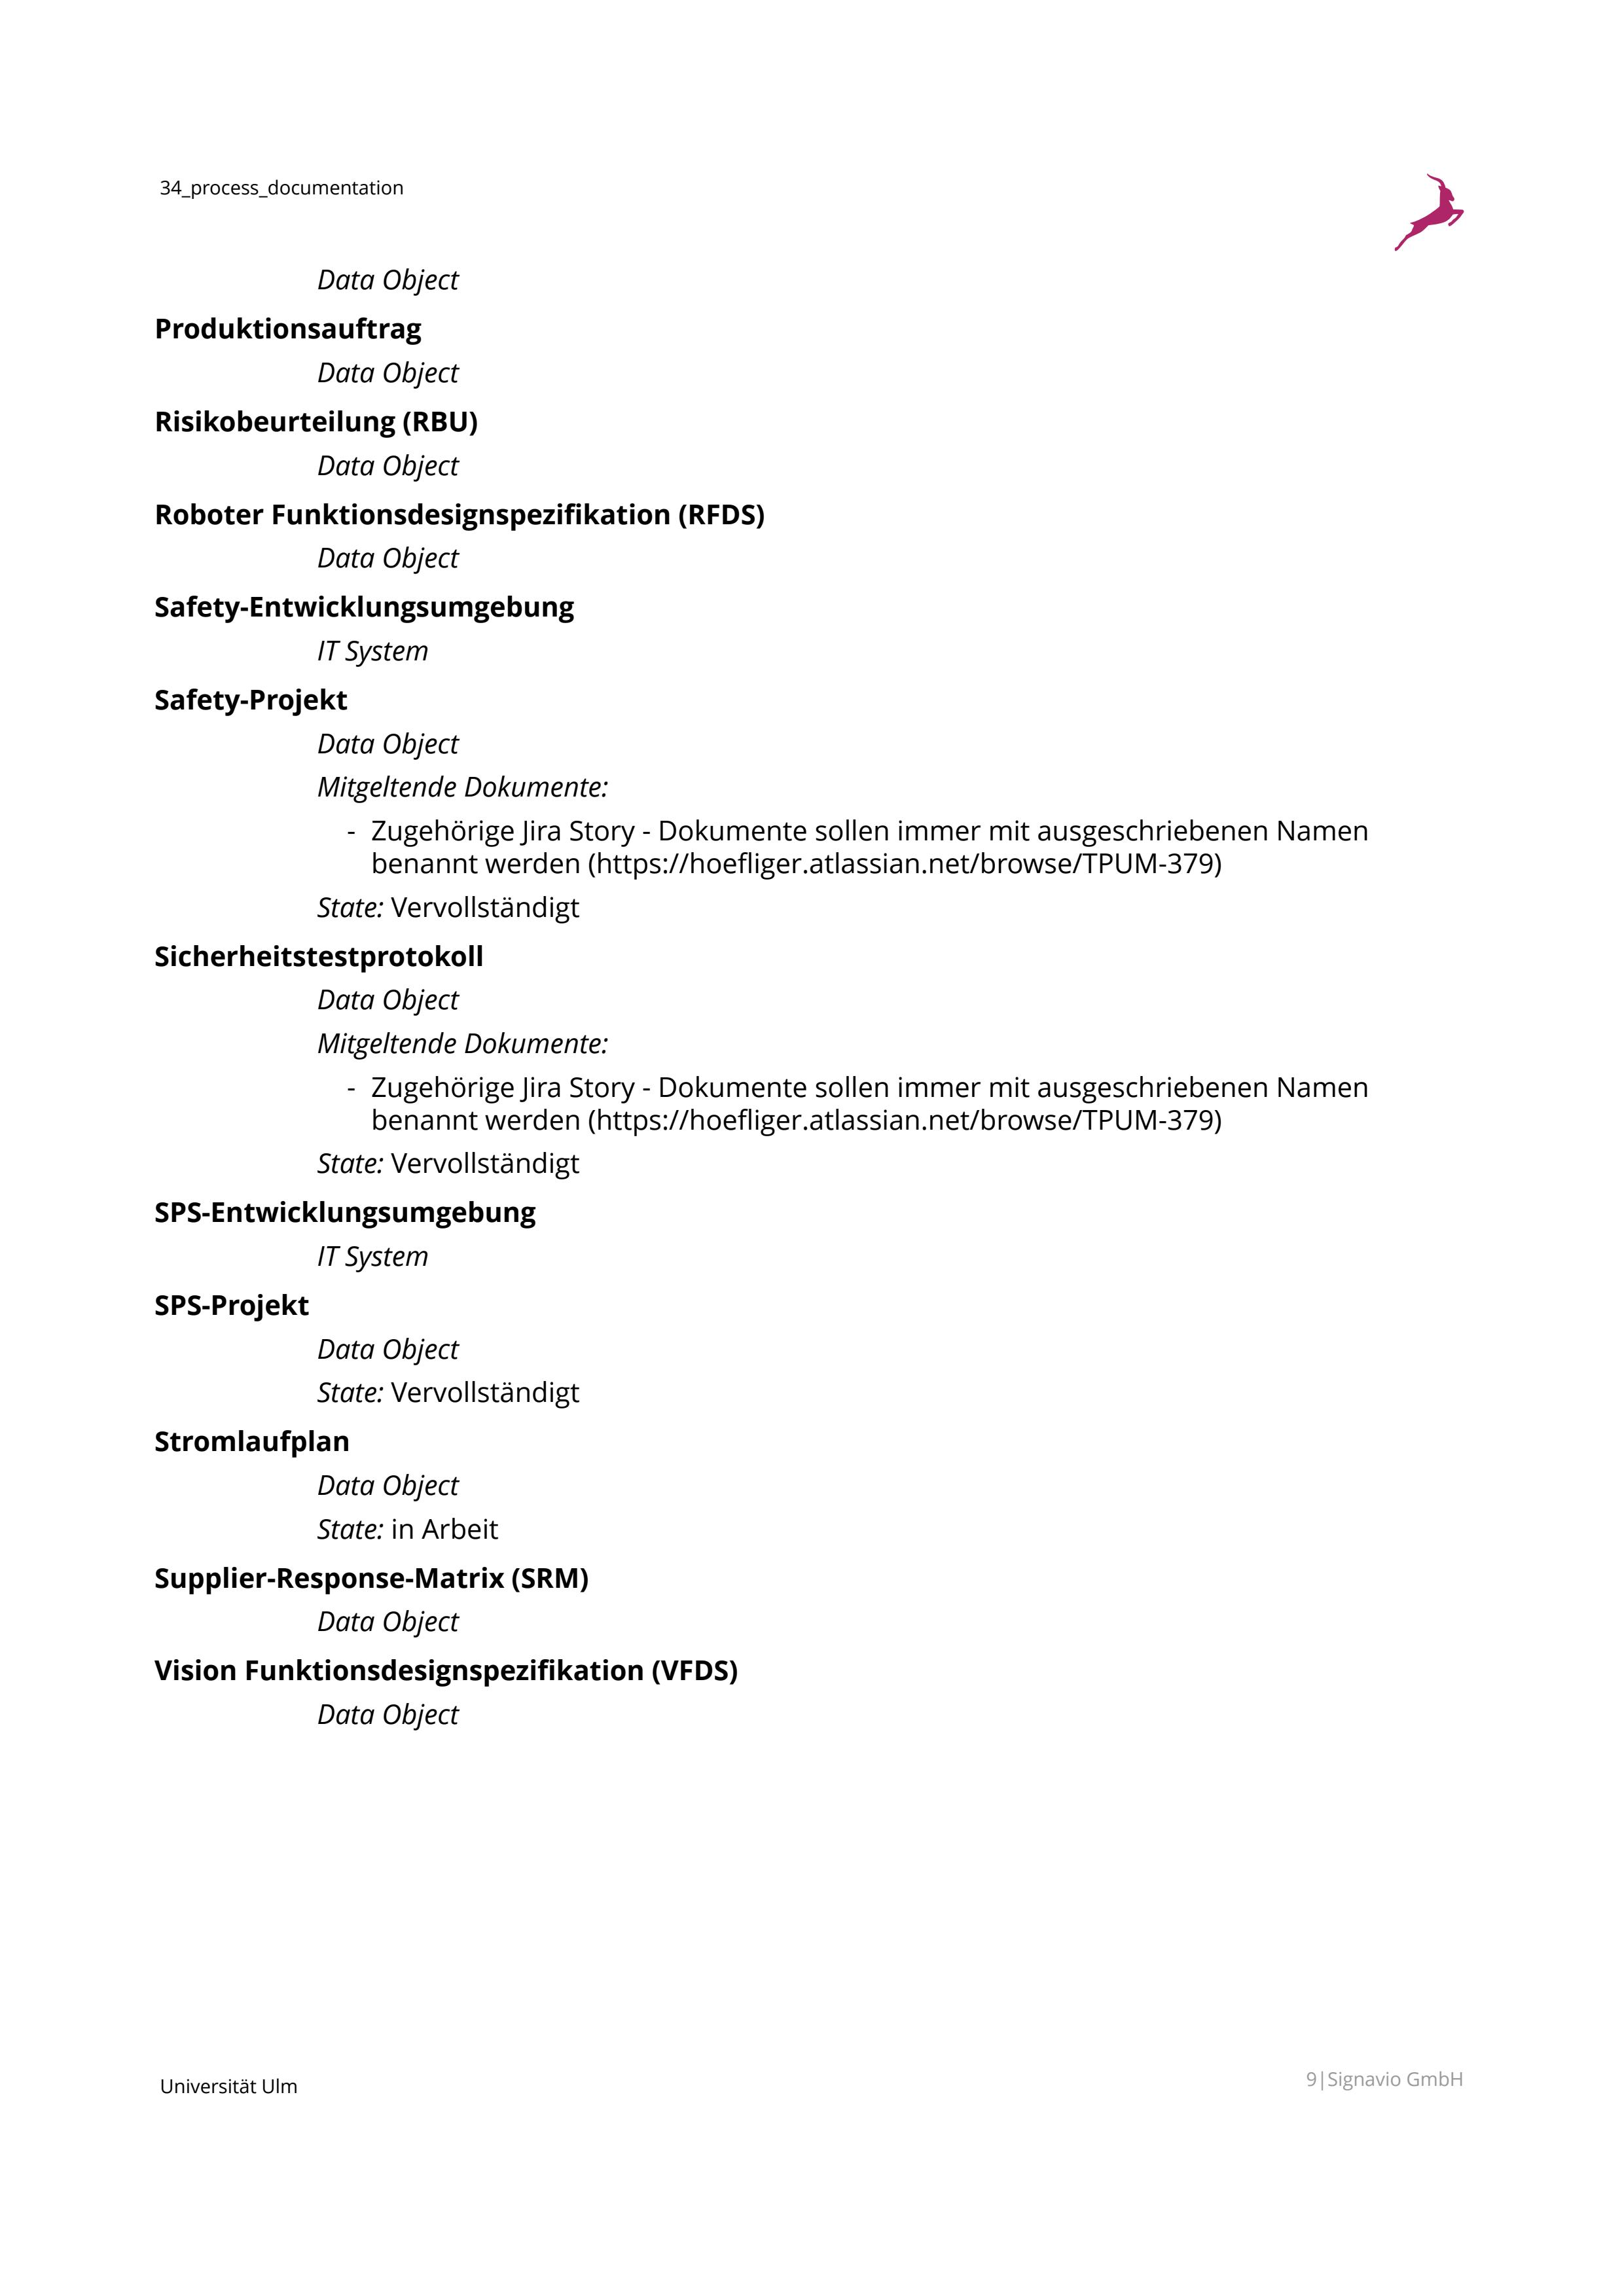 34_process_documentation
Data Object
Produktionsauftrag
Data Object
Risikobeurteilung (RBU)
Data Object
Roboter Funktionsdesignspezifikation (RFDS)
Data Object
Safety-Entwicklungsumgebung
IT System
Safety-Projekt
Data Object
Mitgeltende Dokumente:
- Zugehörige Jira Story - Dokumente sollen immer mit ausgeschriebenen Namen
benannt werden (https://hoefliger.atlassian.net/browse/TPUM-379)
State: Vervollständigt
Sicherheitstestprotokoll
Data Object
Mitgeltende Dokumente:
- Zugehörige Jira Story - Dokumente sollen immer mit ausgeschriebenen Namen
benannt werden (https://hoefliger.atlassian.net/browse/TPUM-379)
State: Vervollständigt
SPS-Entwicklungsumgebung
IT System
SPS-Projekt
Data Object
State: Vervollständigt
Stromlaufplan
Data Object
State: in Arbeit
Supplier-Response-Matrix (SRM)
Data Object
Vision Funktionsdesignspezifikation (VFDS)
Data Object
Universität Ulm
9|Signavio GmbH